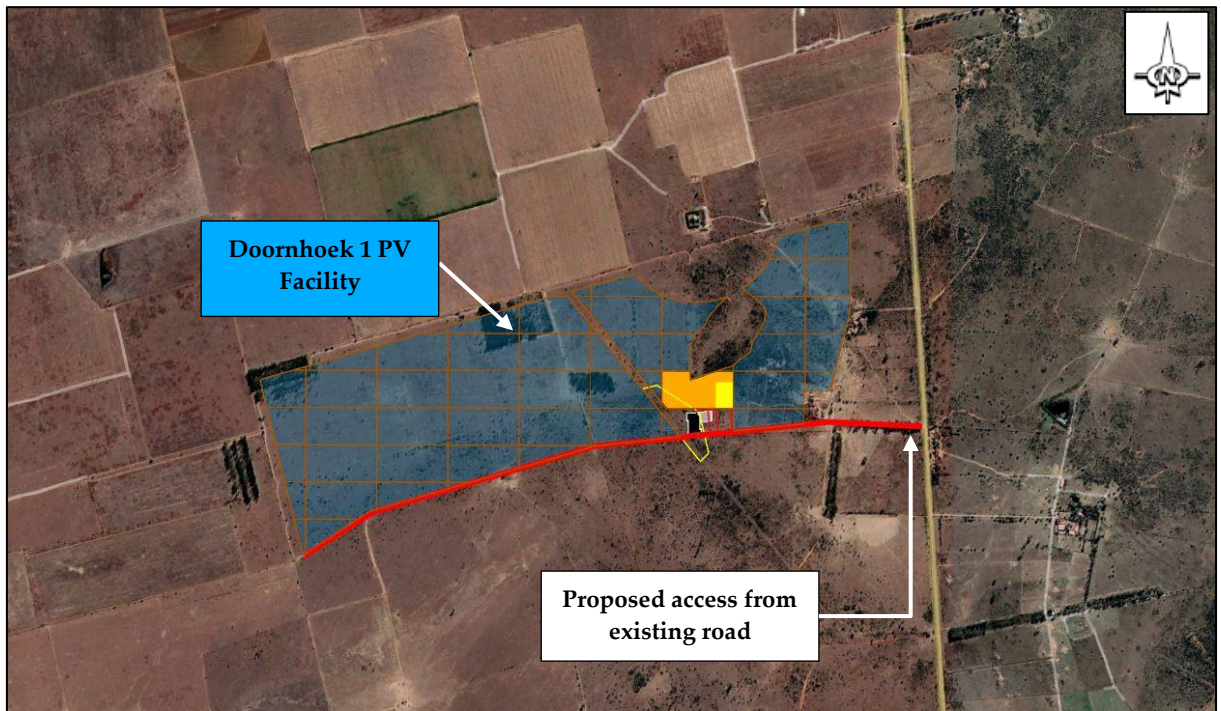 N
Doornhoek 1 PV
Facility
Proposed access from
existing road